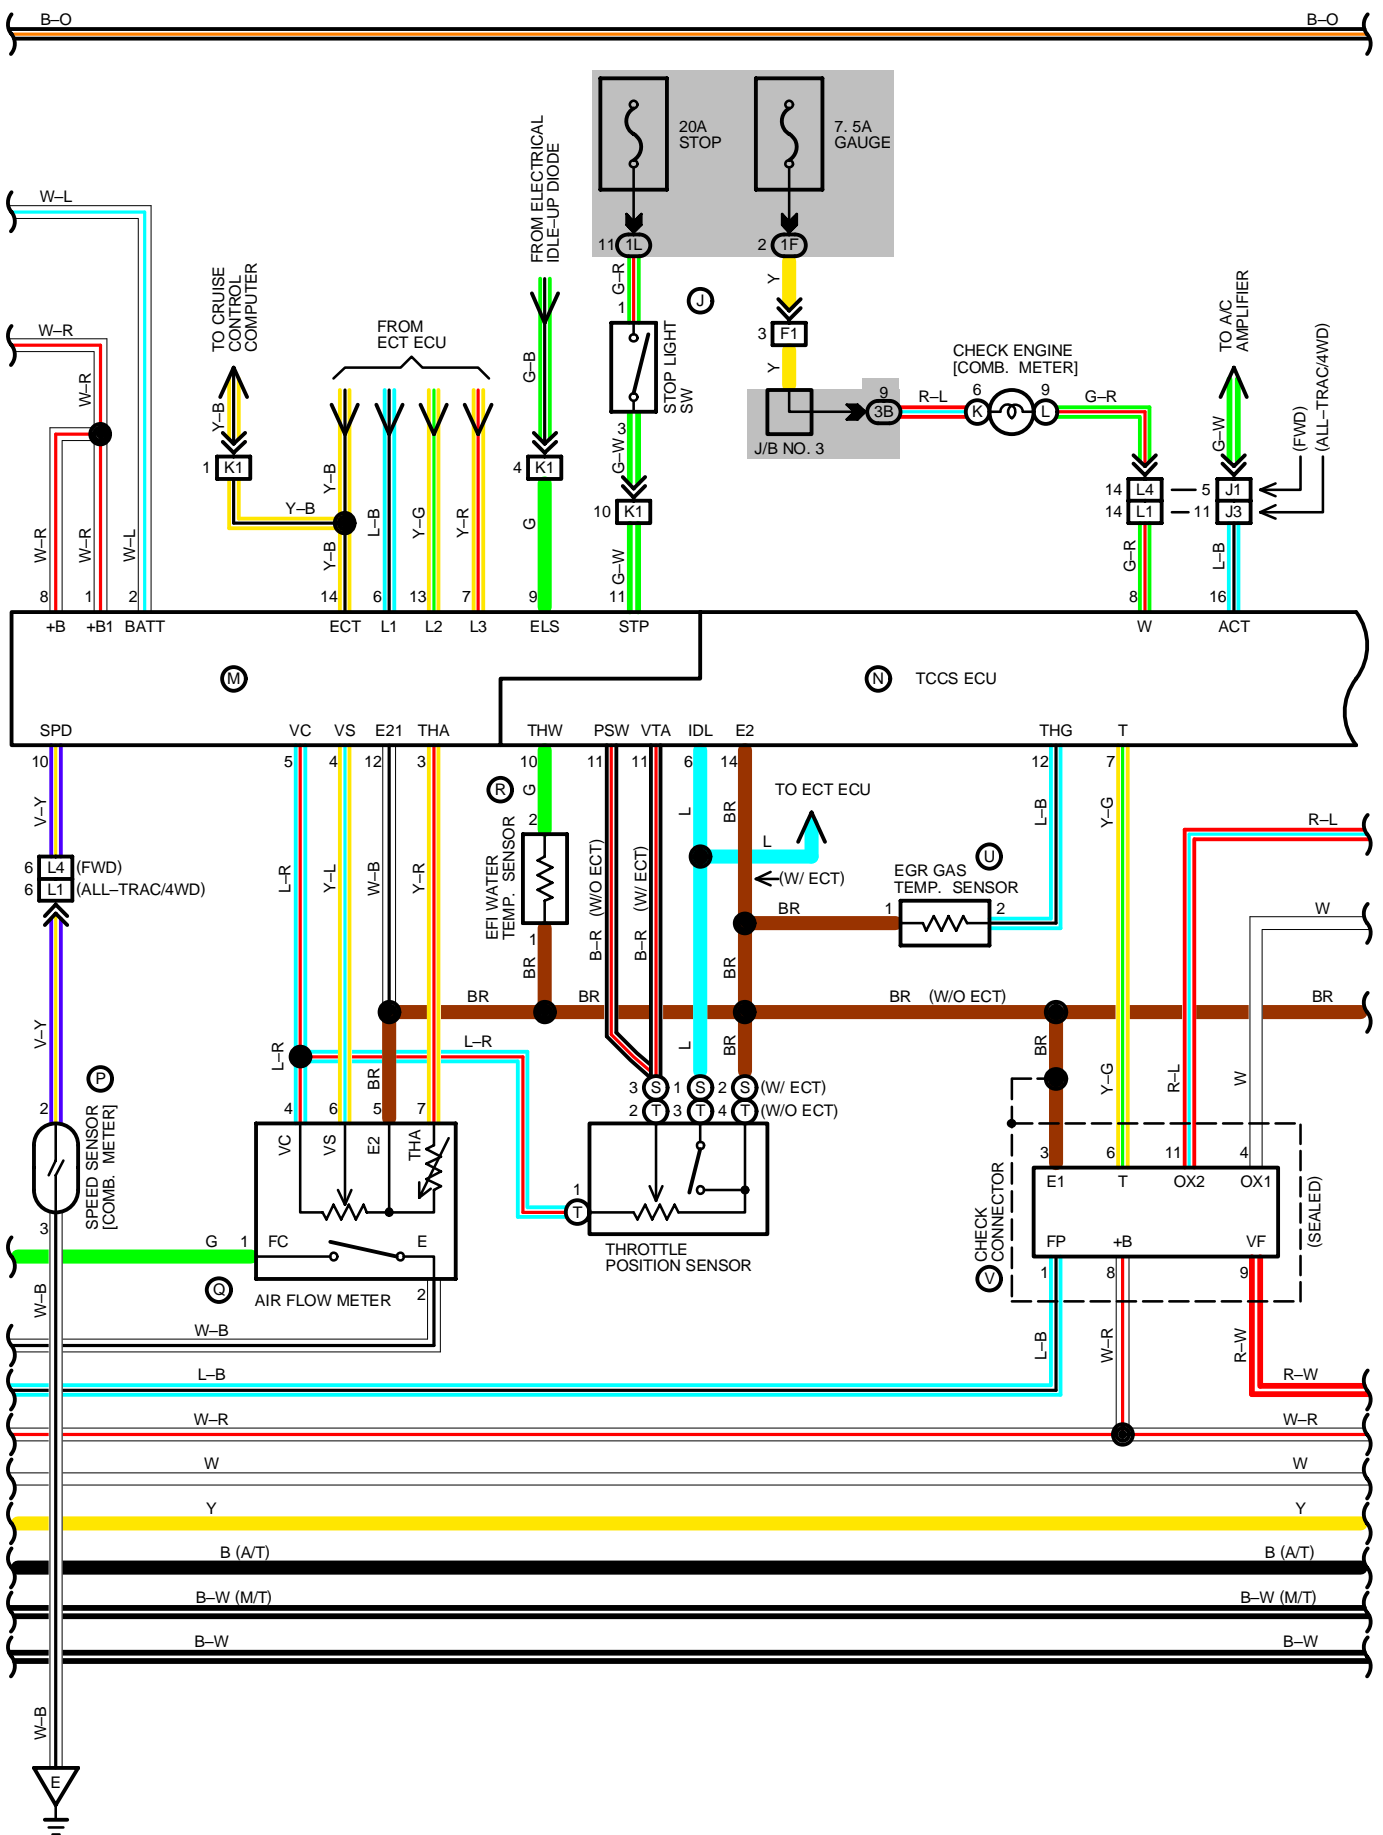 B–O B–O
20A
STOP
7. 5A
GAUGE
FROM ELECTRICAL
IDLE–UP DIODE
W–L
11 1L
2 1F
TO CRUISE
CONTROL
COMPUTER
G–R
1
J
Y
TO A/C
AMPLIFIER
W–R
FROM
ECT ECU
3 F1
(FWD)
(ALL–TRAC/4WD)
W–R
Y–B
G–B
STOP LIGHT
SW
Y
CHECK ENGINE
[COMB. METER]
9
3B
R–L
6
K
9
L
G–R
3
J/B NO. 3
G–W
G–W
1 K1
4 K1
Y–B
14 L4
5 J1
14 L1
11 J3
10 K1
Y–B
L–B
Y–G
Y–R
G
W–R
W–R
W–L
Y–B
G–W
G–R
L–B
8 1 2 14 6 13 7 9 11 8 16
+B +B1 BATT ECT L1 L2 L3 ELS STP W ACT
M
N TCCS ECU
SPD VC VS E21 THA THW PSW VTA IDL E2 THG T
10 5 4 12 3 10 11 11 6 14 12 7
R
G
2
TO ECT ECU
V–Y
L
BR
L–B
Y–G
R–L
L
6 L4 (FWD)
6 L1 (ALL–TRAC/4WD)
L–R
Y–L
W–B
Y–R
EFI WATER
TEMP. SENSOR
B–R (W/O ECT)
B–R (W/ ECT)
(W/ ECT)
U
EGR GAS
TEMP. SENSOR
BR
1 2
W
1
BR
BR
BR BR BR (W/O ECT) BR
V–Y
L–R
L–R
BR
L
BR
BR
Y–G
R–L
W
P
3 S 1 S 2 S (W/ ECT)
2 T 3 T 4 T (W/O ECT)
2
4 6 5 7
SPEED SENSOR
[COMB. METER]
VC
VS
E2
THA
3 6 11 4
E1 T OX2 OX1
1
T
CHECK
CONNECTOR
(SEALED)
3
G 1 FC E
FP +B VF
THROTTLE
POSITION SENSOR
V
1 8 9
Q
AIR FLOW METER
2
W–B
W–B
L–B
W–R
R–W
L–B R–W
W–R W–R
W W
Y Y
B (A/T) B (A/T)
B–W (M/T) B–W (M/T)
B–W B–W
W–B
E